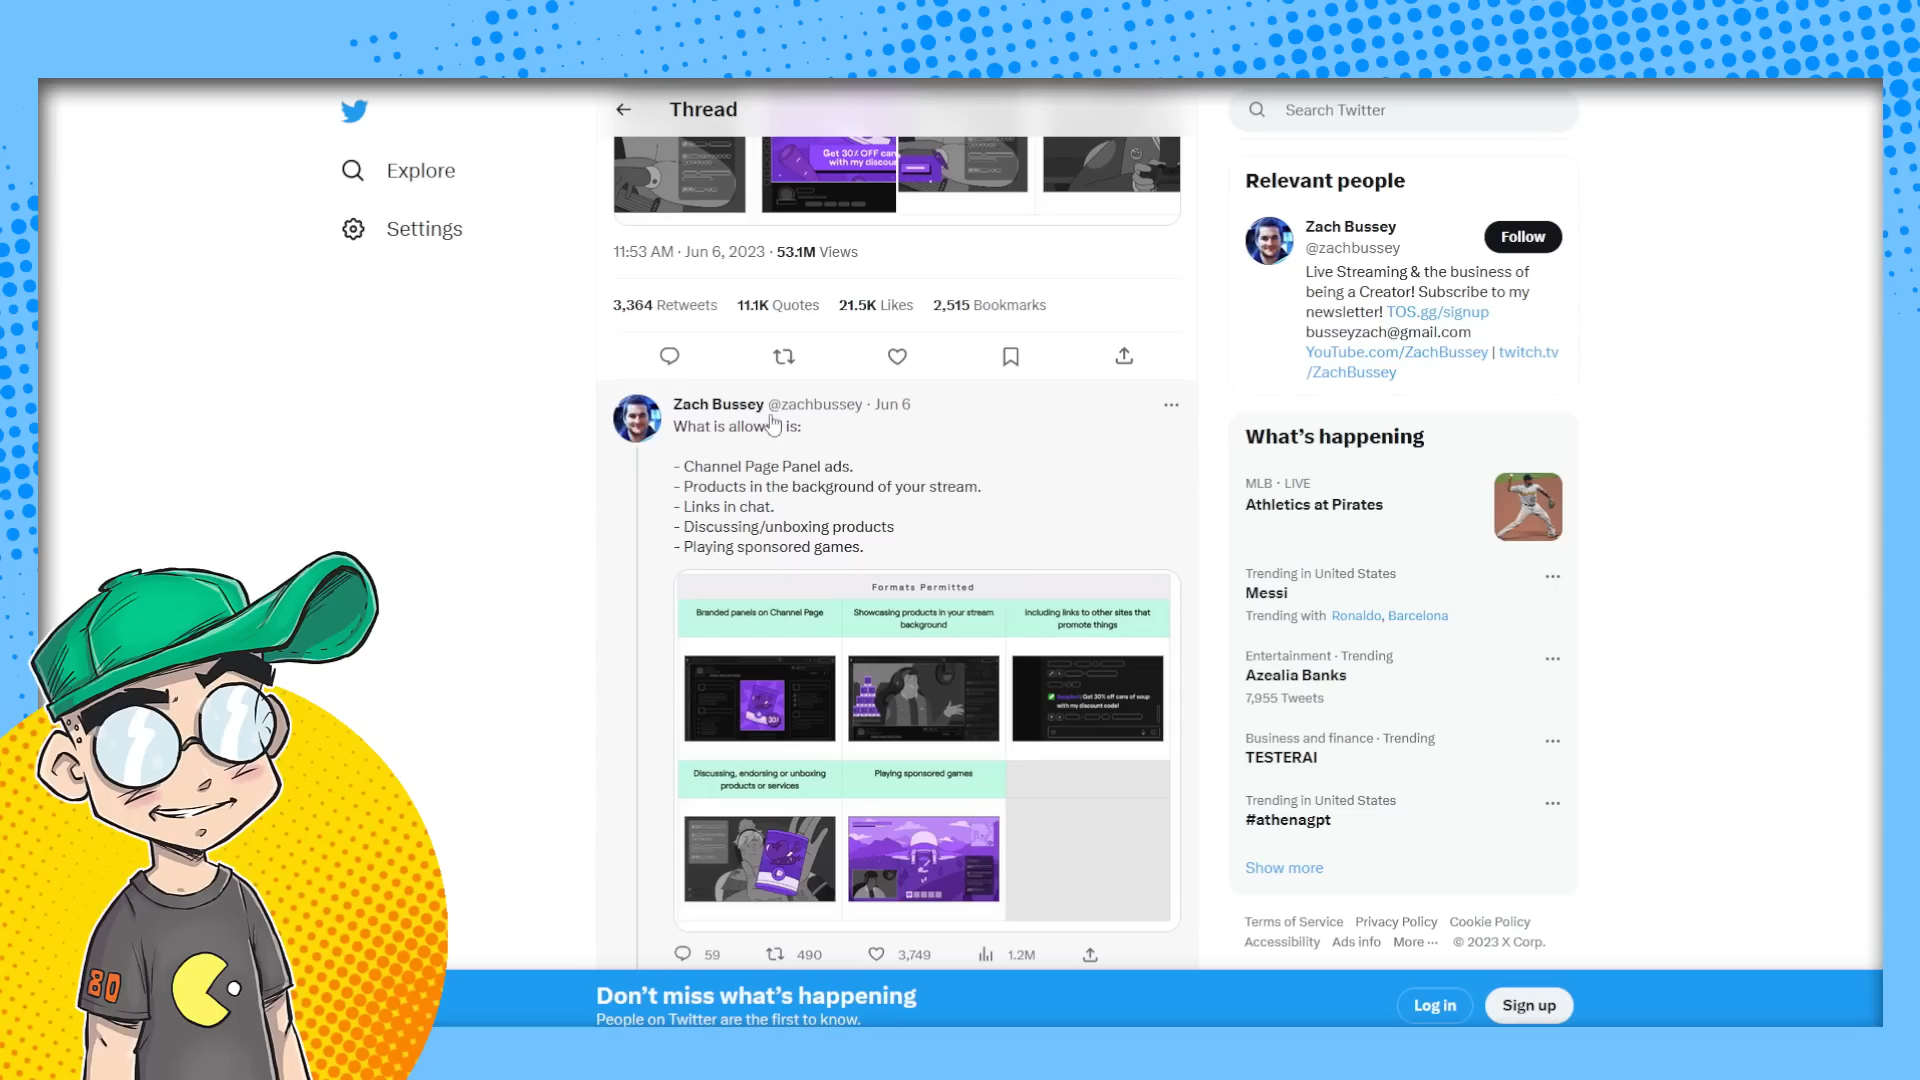 Thread
Search Twitter
Explore
Settings
Get 30% OFF can
with my discou
11:53 AM · Jun 6, 2023 · 53.1M Views
3,364 Retweets 11.1K Quotes 21.5K Likes 2,515 Bookmarks
Zach Bussey @zachbussey · Jun 6
What is allow is:
- Channel Page Panel ads.
- Products in the background of your stream.
- Links in chat.
- Discussing/unboxing products
- Playing sponsored games.
Formats Permitted
Branded panels on Channel Page
Showcasing products in your stream
background
Including links to other sites that
promote things
Get 30% off cans of soup
with my discount code!
Discussing, endorsing or unboxing
products or services
Playing sponsored games
59 490 3,749 1.2M
Relevant people
Zach Bussey
@zachbussey
Follow
Live Streaming & the business of
being a Creator! Subscribe to my
newsletter! TOS.gg/signup
busseyzach@gmail.com
YouTube.com/ZachBussey | twitch.tv
/ZachBussey
What's happening
MLB · LIVE
Athletics at Pirates
Trending in United States
Messi
Trending with Ronaldo, Barcelona
Entertainment · Trending
Azealia Banks
7,955 Tweets
Business and finance · Trending
TESTERAI
Trending in United States
#athenagpt
Show more
Terms of Service Privacy Policy Cookie Policy
Accessibility Ads info More ··· © 2023 X Corp.
Don't miss what's happening
People on Twitter are the first to know.
Log in
Sign up
80